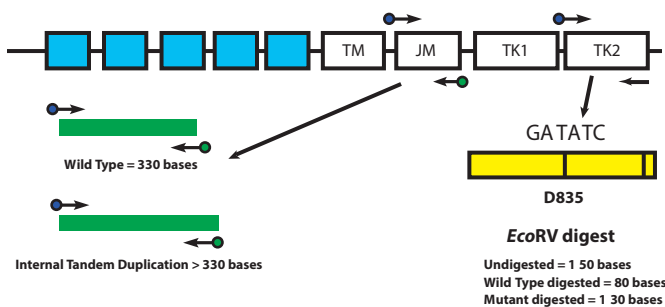 TM JM TK1 TK2
GATATC
Wild Type = 330 bases
D835
EcoRV digest
Internal Tandem Duplication > 330 bases
Undigested = 1 50 bases
Wild Type digested = 80 bases
Mutant digested = 1 30 bases